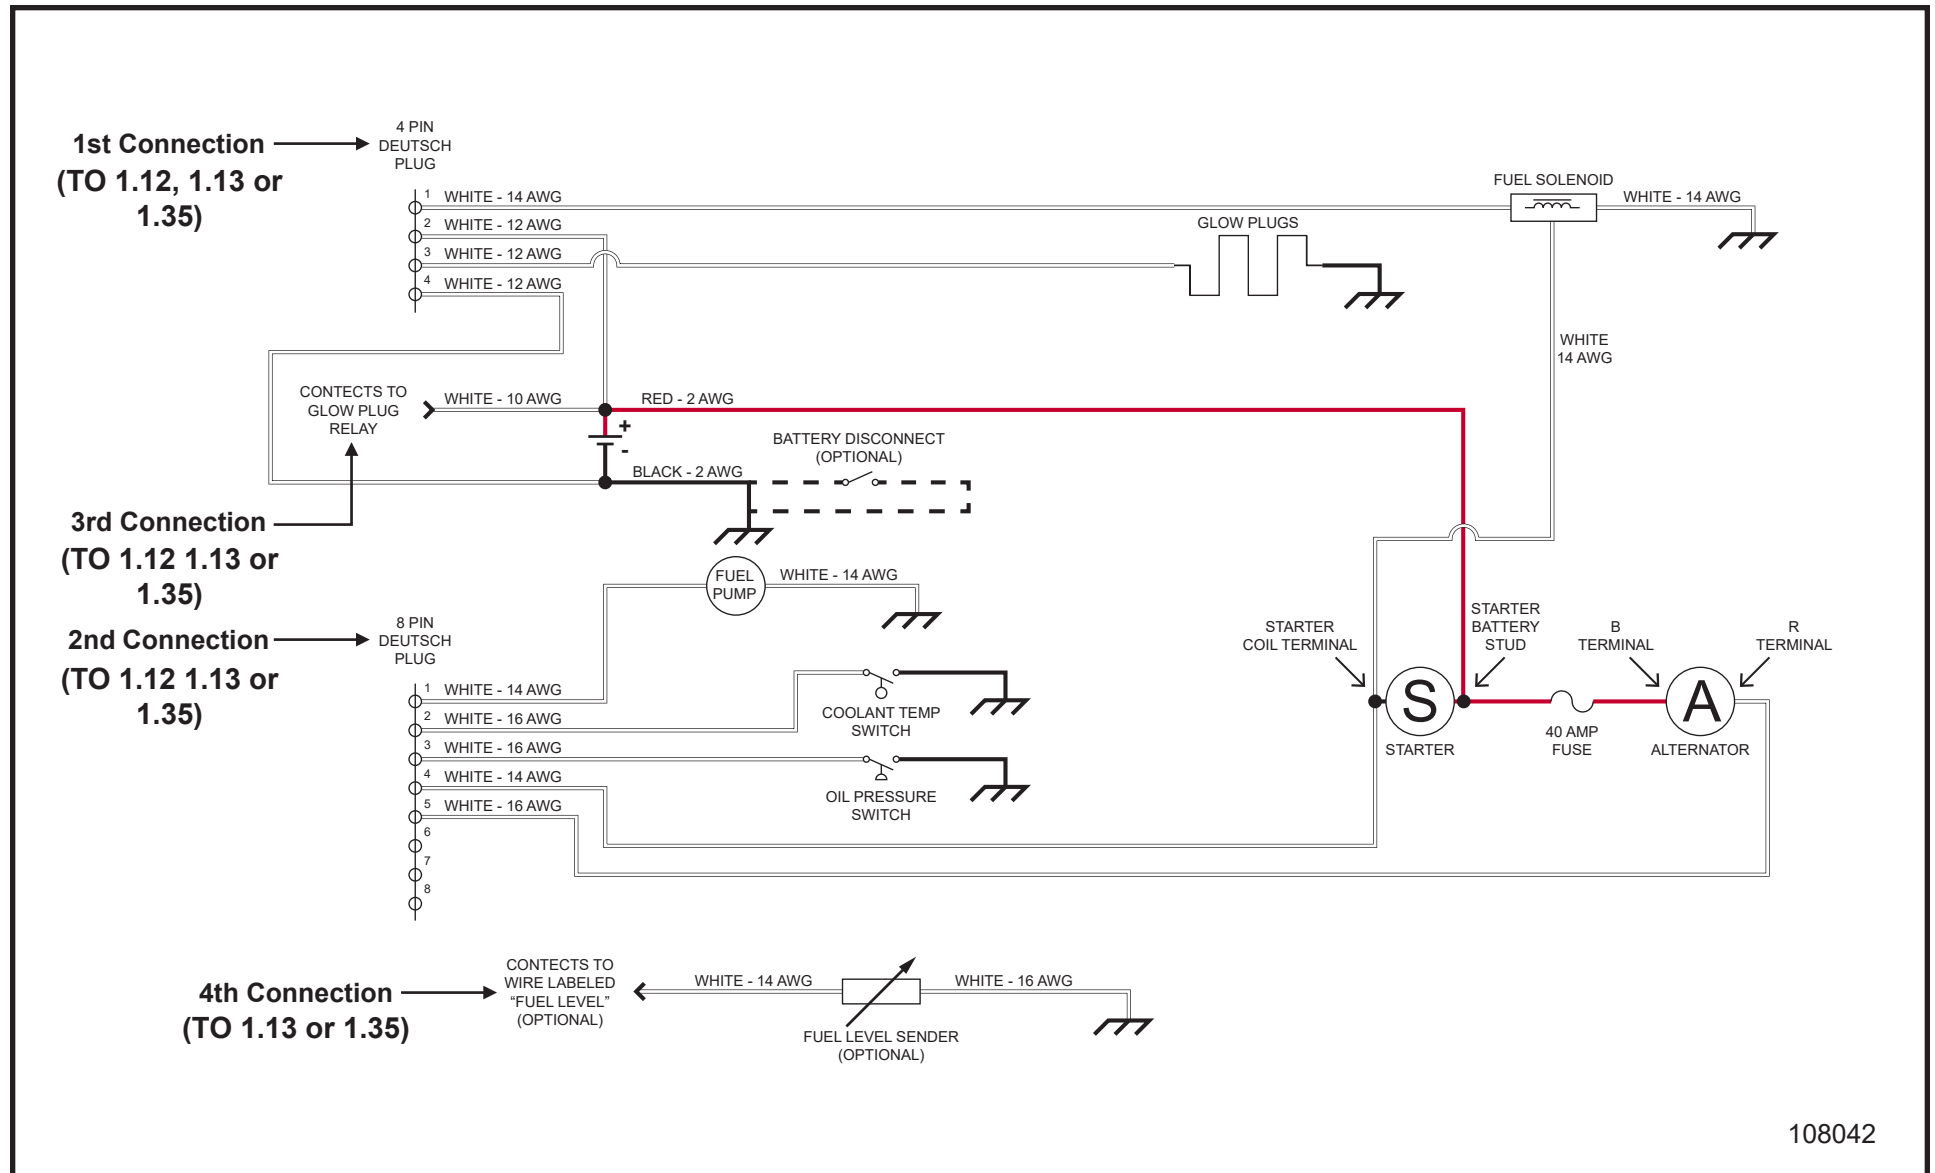 1st Connection
(TO 1.12, 1.13 or
1.35)
4 PIN
DEUTSCH
PLUG
1 WHITE - 14 AWG
2 WHITE - 12 AWG
3 WHITE - 12 AWG
4 WHITE - 12 AWG
FUEL SOLENOID
WHITE - 14 AWG
GLOW PLUGS
WHITE
14 AWG
CONTECTS TO
GLOW PLUG
RELAY
WHITE - 10 AWG
RED - 2 AWG
+
-
BATTERY DISCONNECT
(OPTIONAL)
BLACK - 2 AWG
3rd Connection
(TO 1.12 1.13 or
1.35)
FUEL
PUMP
WHITE - 14 AWG
2nd Connection
(TO 1.12 1.13 or
1.35)
8 PIN
DEUTSCH
PLUG
1 WHITE - 14 AWG
2 WHITE - 16 AWG
3 WHITE - 16 AWG
4 WHITE - 14 AWG
5 WHITE - 16 AWG
6
7
8
COOLANT TEMP
SWITCH
OIL PRESSURE
SWITCH
STARTER
COIL TERMINAL
STARTER
BATTERY
STUD
B
TERMINAL
R
TERMINAL
S
STARTER
40 AMP
FUSE
A
ALTERNATOR
4th Connection
(TO 1.13 or 1.35)
CONTECTS TO
WIRE LABELED
“FUEL LEVEL”
(OPTIONAL)
WHITE - 14 AWG
WHITE - 16 AWG
FUEL LEVEL SENDER
(OPTIONAL)
108042